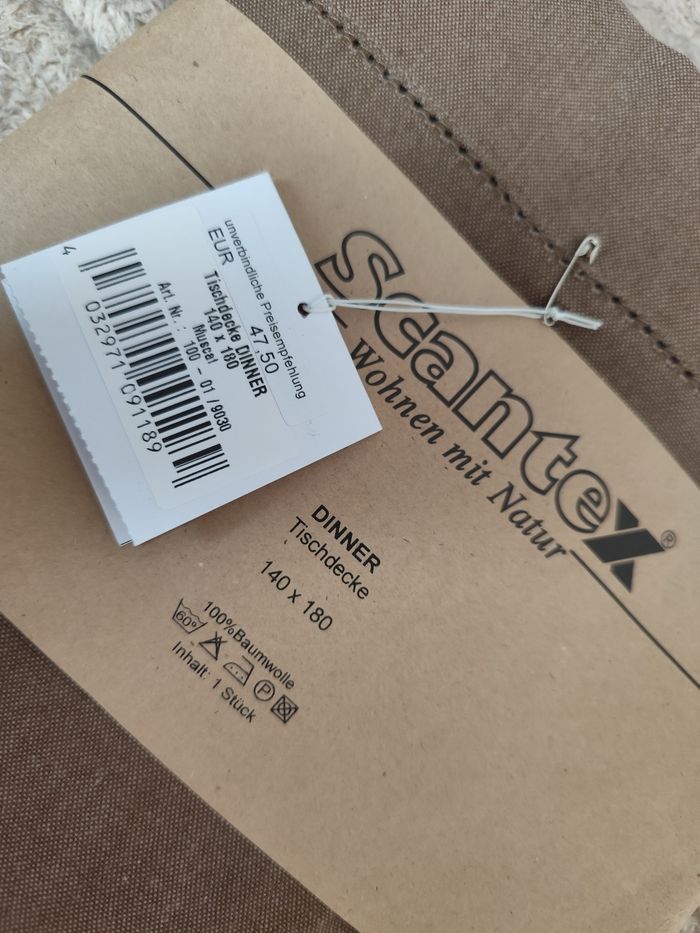 unverbindliche Preisempfehlung
EUR 47.50
Tischdecke DINNER
140 x 180
Muscat
Art. Nr.: 100 - 01 /9030
4 032971 091189
Scantex®
Wohnen mit Natur
DINNER
Tischdecke
140 x 180
100%Baumwolle
60° P
Inhalt: 1 Stück